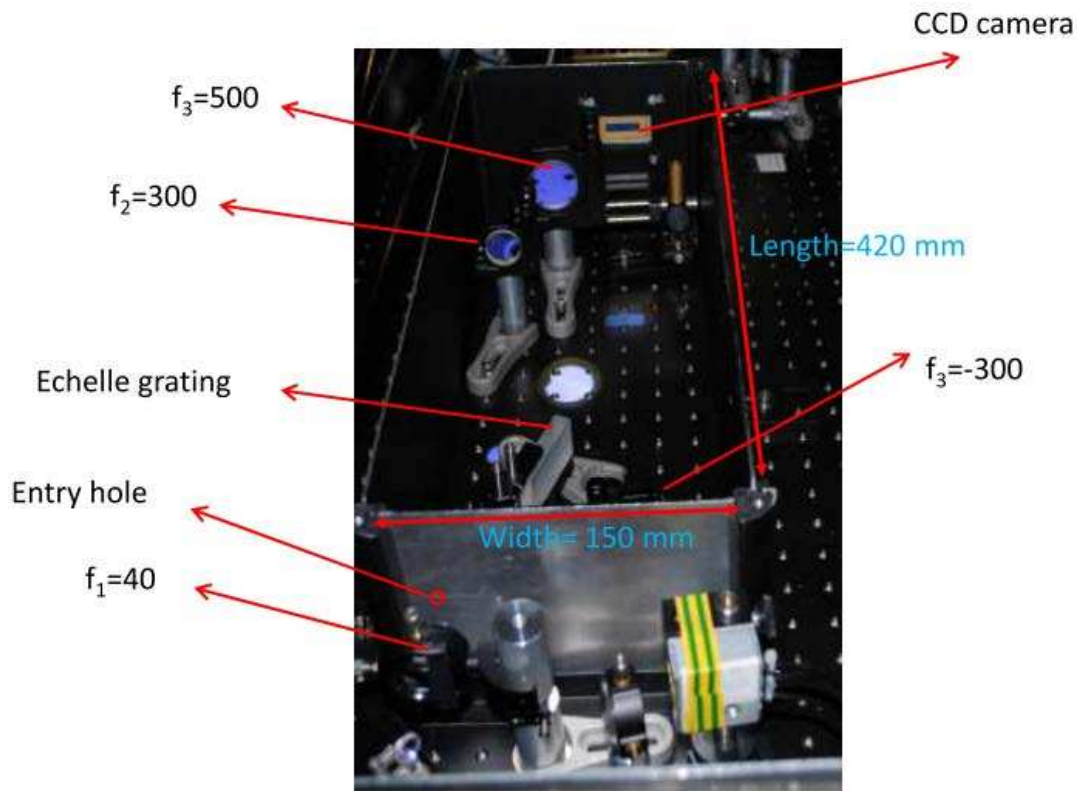 CCD camera
f₃=500
f₂=300
Length=420 mm
f₃=-300
Echelle grating
Entry hole
Width= 150 mm
f₁=40